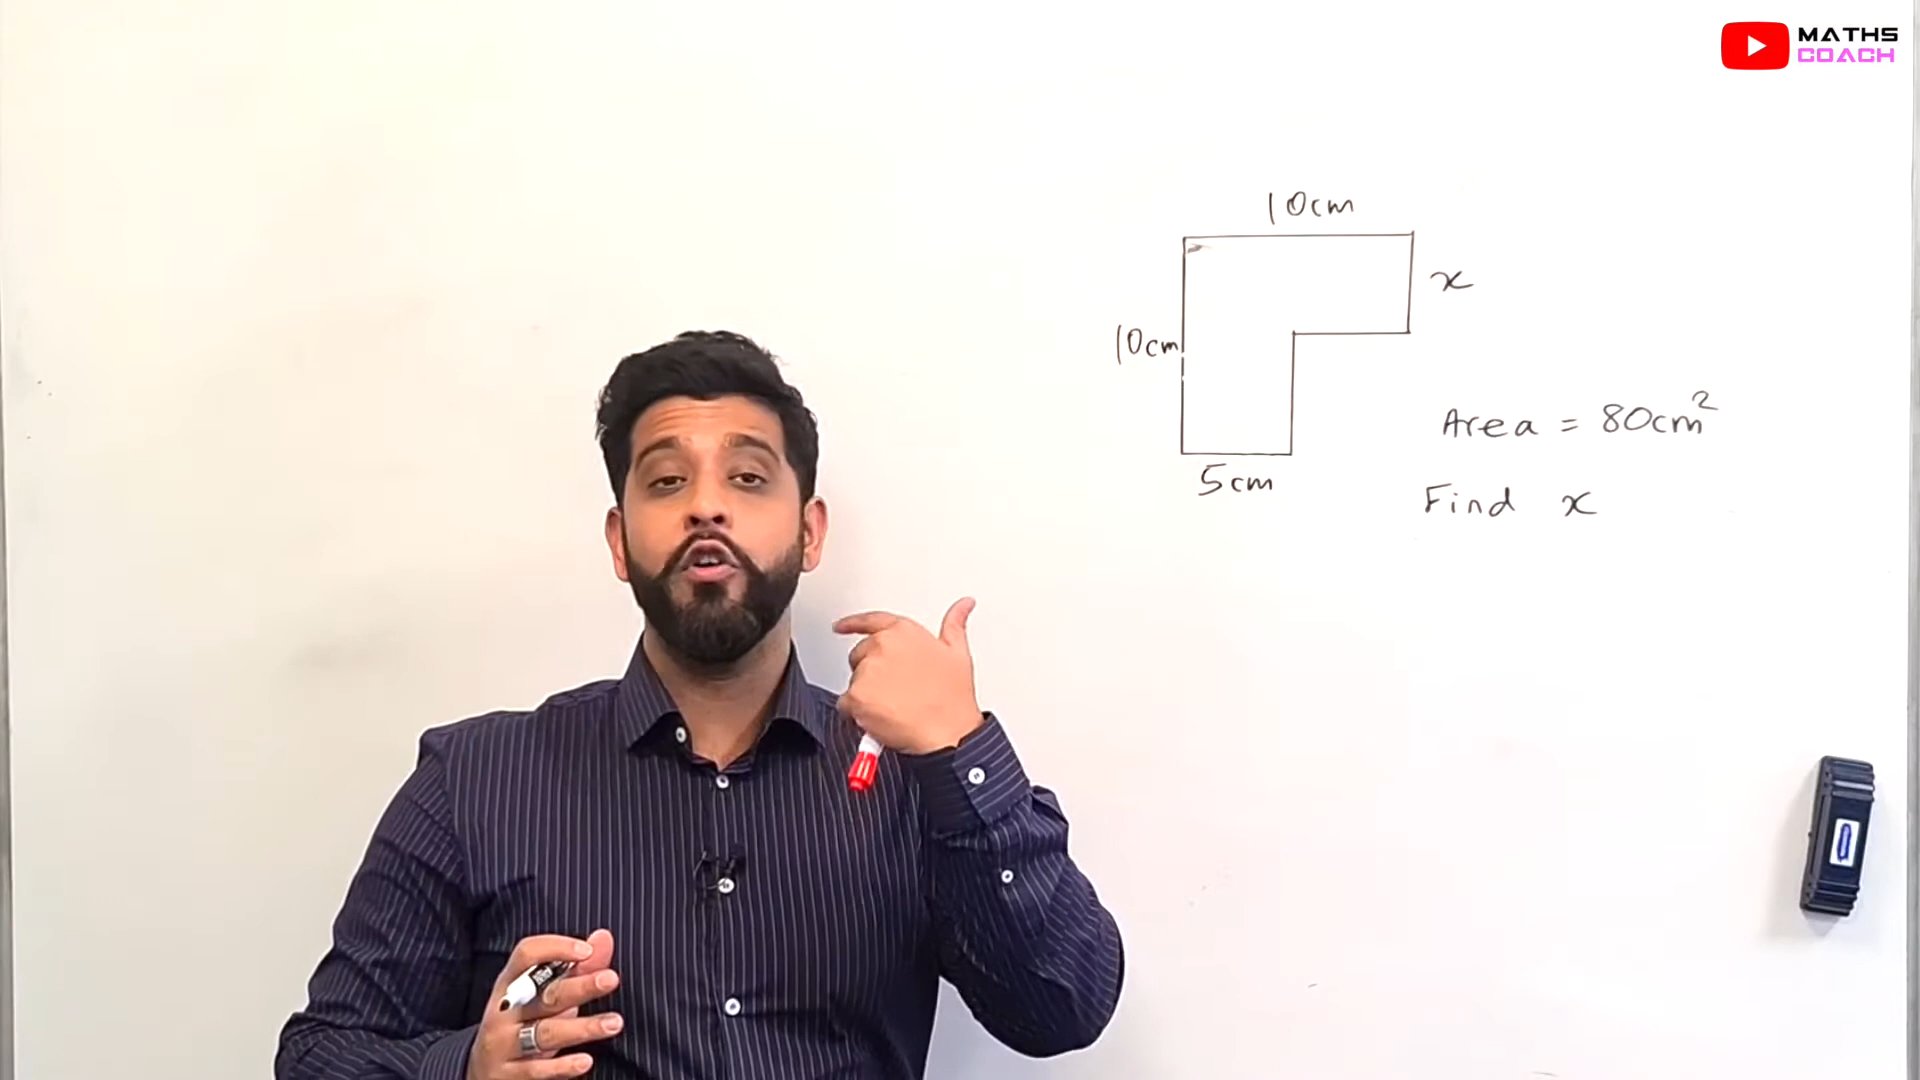 MATHS
COACH
10cm
x
10cm
Area = 80cm²
5cm
Find x